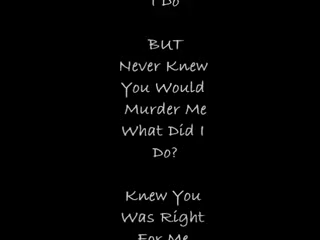 I Do
BUT
Never Knew
You Would
Murder Me
What Did I
Do?
Knew You
Was Right
For Me